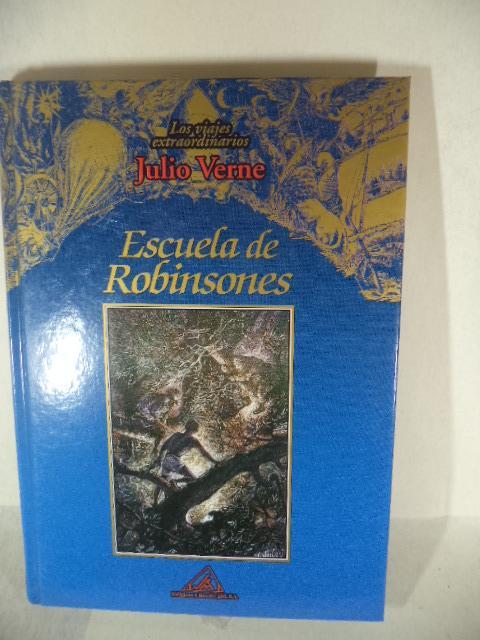 Los viajes
extraordinarios
Julio Verne
Escuela de
Robinsones